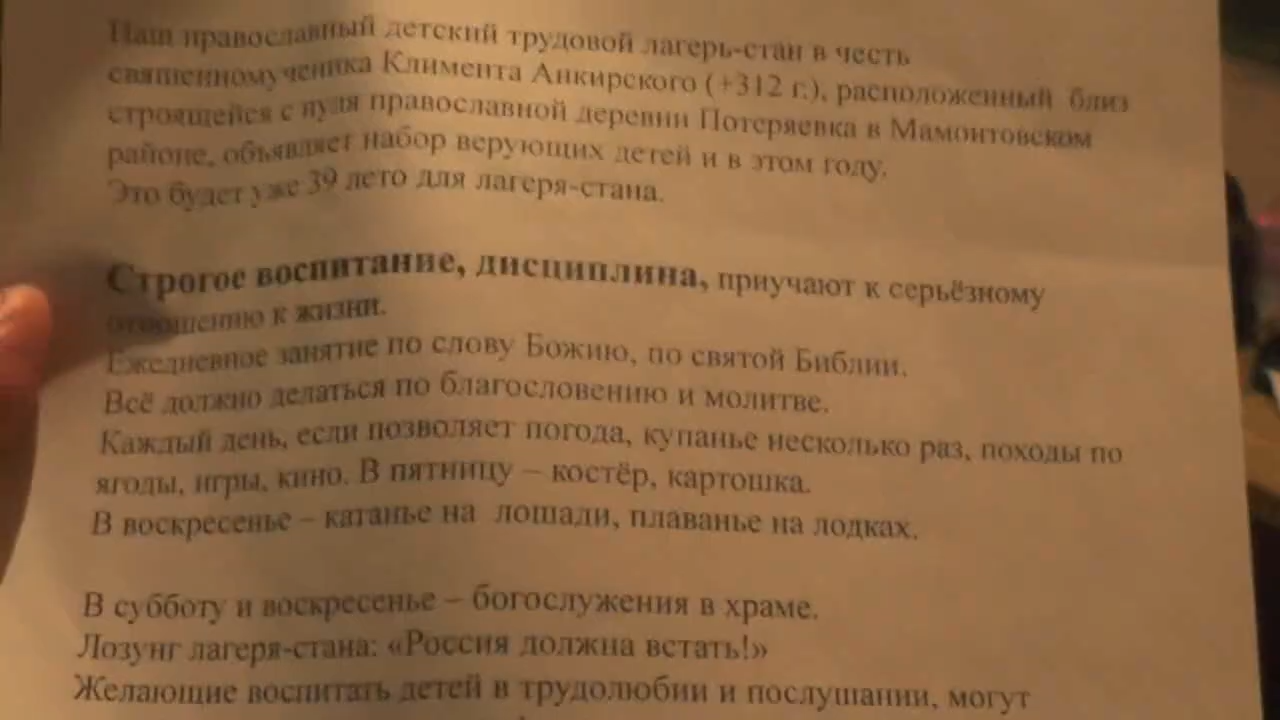 Наш православный детский трудовой лагерь-стан в честь
священномученика Климента Анкирского (+312 г.), расположенный близ
строящейся с нуля православной деревни Потеряевка в Мамонтовском
районе, объявляет набор верующих детей и в этом году.
Это будет уже 39 лето для лагеря-стана.
Строгое воспитание, дисциплина, приучают к серьёзному
отношению к жизни.
Ежедневное занятие по слову Божию, по святой Библии.
Всё должно делаться по благословению и молитве.
Каждый день, если позволяет погода, купанье несколько раз, походы по
ягоды, игры, кино. В пятницу – костёр, картошка.
В воскресенье – катанье на лошади, плаванье на лодках.
В субботу и воскресенье – богослужения в храме.
Лозунг лагеря-стана: «Россия должна встать!»
Желающие воспитать детей в трудолюбии и послушании, могут